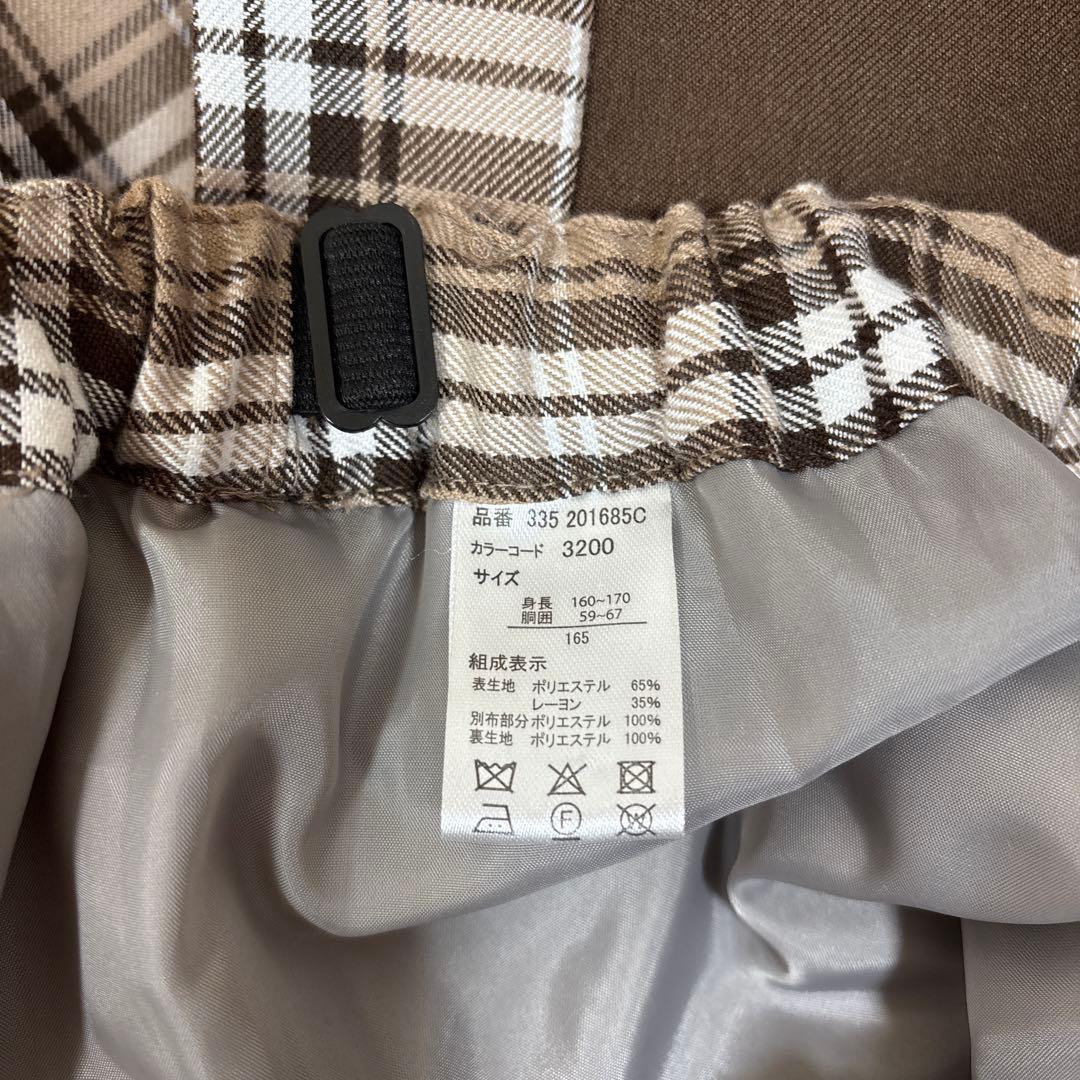 品番 335 201685C
カラーコード 3200
サイズ
身長 160~170
胴囲 59~67
165
組成表示
表生地 ポリエステル 65%
レーヨン 35%
別布部分 ポリエステル 100%
裏生地 ポリエステル 100%
F W